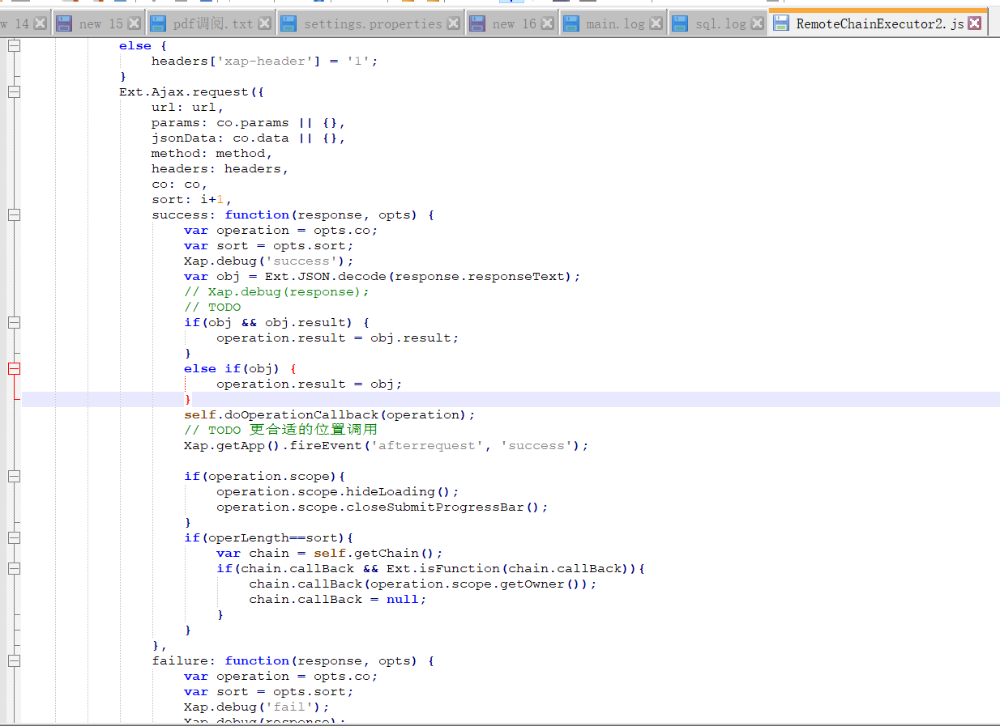 w 14 new 15 pdf调阅.txt settings.properties new 16 main.log sql.log RemoteChainExecutor2.js
else {
headers['xap-header'] = '1';
}
Ext.Ajax.request({
url: url,
params: co.params || {},
jsonData: co.data || {},
method: method,
headers: headers,
co: co,
sort: i+1,
success: function(response, opts) {
var operation = opts.co;
var sort = opts.sort;
Xap.debug('success');
var obj = Ext.JSON.decode(response.responseText);
// Xap.debug(response);
// TODO
if(obj && obj.result) {
operation.result = obj.result;
}
else if(obj) {
operation.result = obj;
}
self.doOperationCallback(operation);
// TODO 更合适的位置调用
Xap.getApp().fireEvent('afterrequest', 'success');
if(operation.scope){
operation.scope.hideLoading();
operation.scope.closeSubmitProgressBar();
}
if(operLength==sort){
var chain = self.getChain();
if(chain.callBack && Ext.isFunction(chain.callBack)){
chain.callBack(operation.scope.getOwner());
chain.callBack = null;
}
}
},
failure: function(response, opts) {
var operation = opts.co;
var sort = opts.sort;
Xap.debug('fail');
Xap.debug(response);